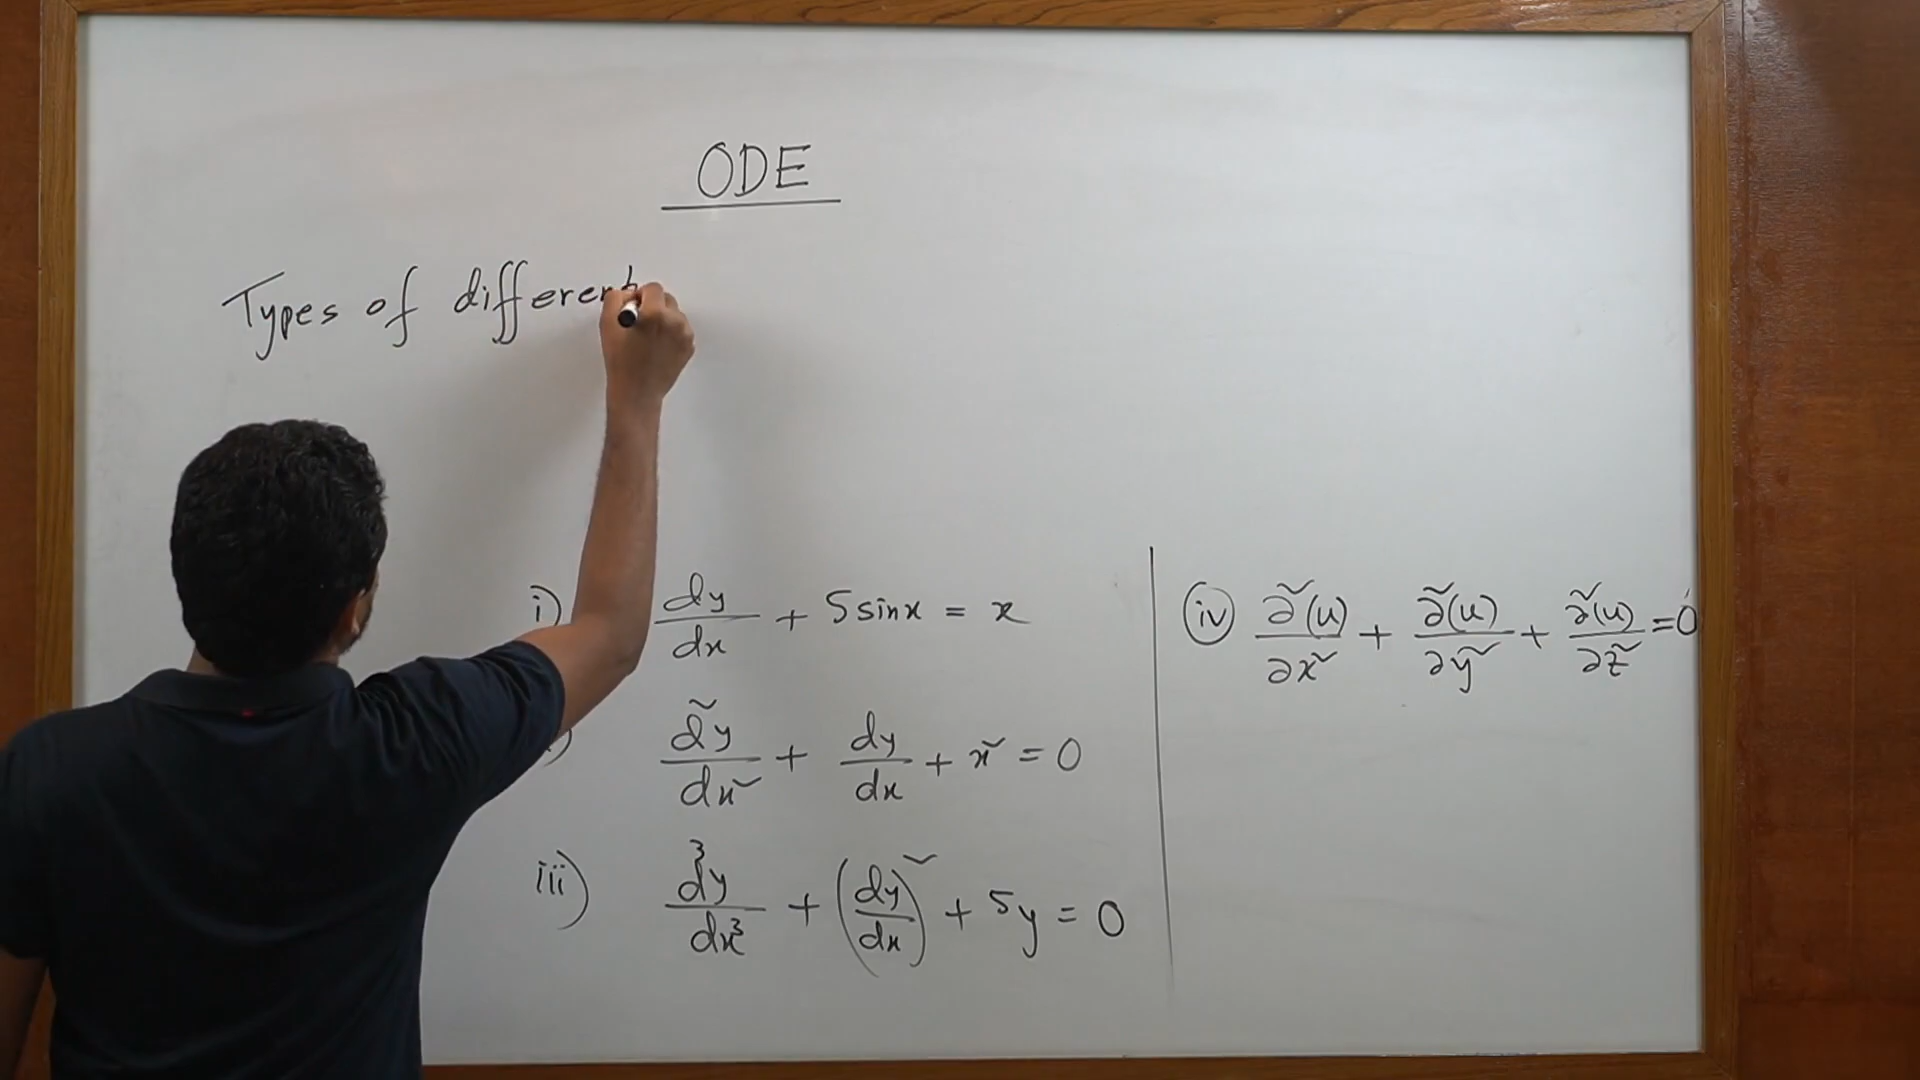 ODE
Types of different
i) dy/dx + 5 sinx = x
d²y/dx² + dy/dx + x² = 0
iii) d³y/dx³ + (dy/dx)² + 5y = 0
iv) ∂²(u)/∂x² + ∂²(u)/∂y² + ∂²(u)/∂z² = 0